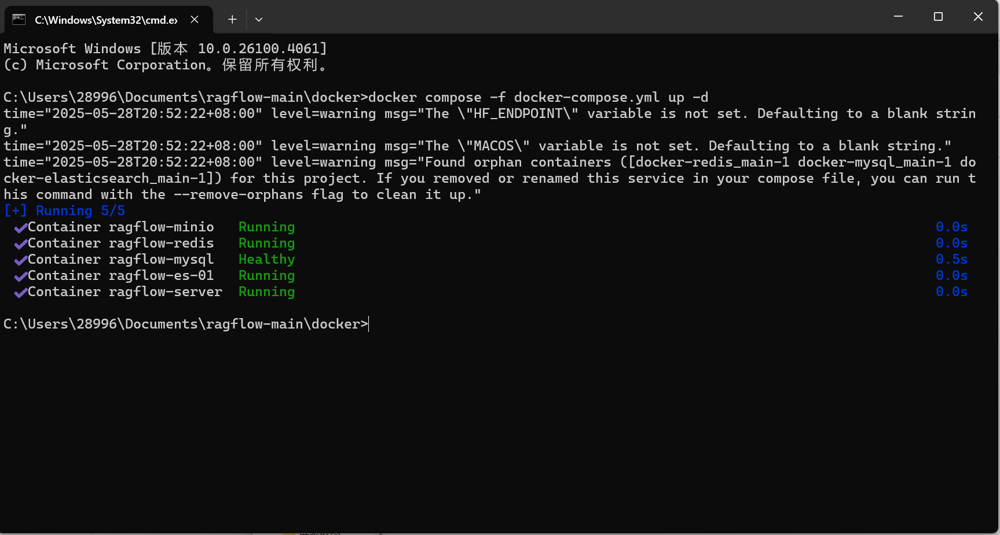 C:\Windows\System32\cmd.ex
Microsoft Windows [版本 10.0.26100.4061]
(c) Microsoft Corporation。保留所有权利。
C:\Users\28996\Documents\ragflow-main\docker>docker compose -f docker-compose.yml up -d
time="2025-05-28T20:52:22+08:00" level=warning msg="The \"HF_ENDPOINT\" variable is not set. Defaulting to a blank strin
g."
time="2025-05-28T20:52:22+08:00" level=warning msg="The \"MACOS\" variable is not set. Defaulting to a blank string."
time="2025-05-28T20:52:22+08:00" level=warning msg="Found orphan containers ([docker-redis_main-1 docker-mysql_main-1 do
cker-elasticsearch_main-1]) for this project. If you removed or renamed this service in your compose file, you can run t
his command with the --remove-orphans flag to clean it up."
[+] Running 5/5
✔Container ragflow-minio Running 0.0s
✔Container ragflow-redis Running 0.0s
✔Container ragflow-mysql Healthy 0.5s
✔Container ragflow-es-01 Running 0.0s
✔Container ragflow-server Running 0.0s
C:\Users\28996\Documents\ragflow-main\docker>